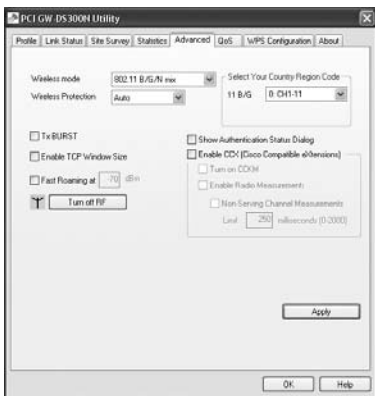 PCI GW-DS300N Utility
Profile Link Status Site Survey Statistics Advanced QoS WPS Configuration About
Wireless mode 802.11 B/G/N mix
Select Your Country Region Code
Wireless Protection Auto
11 B/G 0: CH1-11
Tx BURST
Show Authentication Status Dialog
Enable TCP Window Size
Enable CCX (Cisco Compatible eXtensions)
Turn on CCKM
Fast Roaming at -70 dBm
Enable Radio Measurements
Turn off RF
Non-Serving Channel Measurements
Limit 250 milliseconds (0-2000)
Apply
OK Help